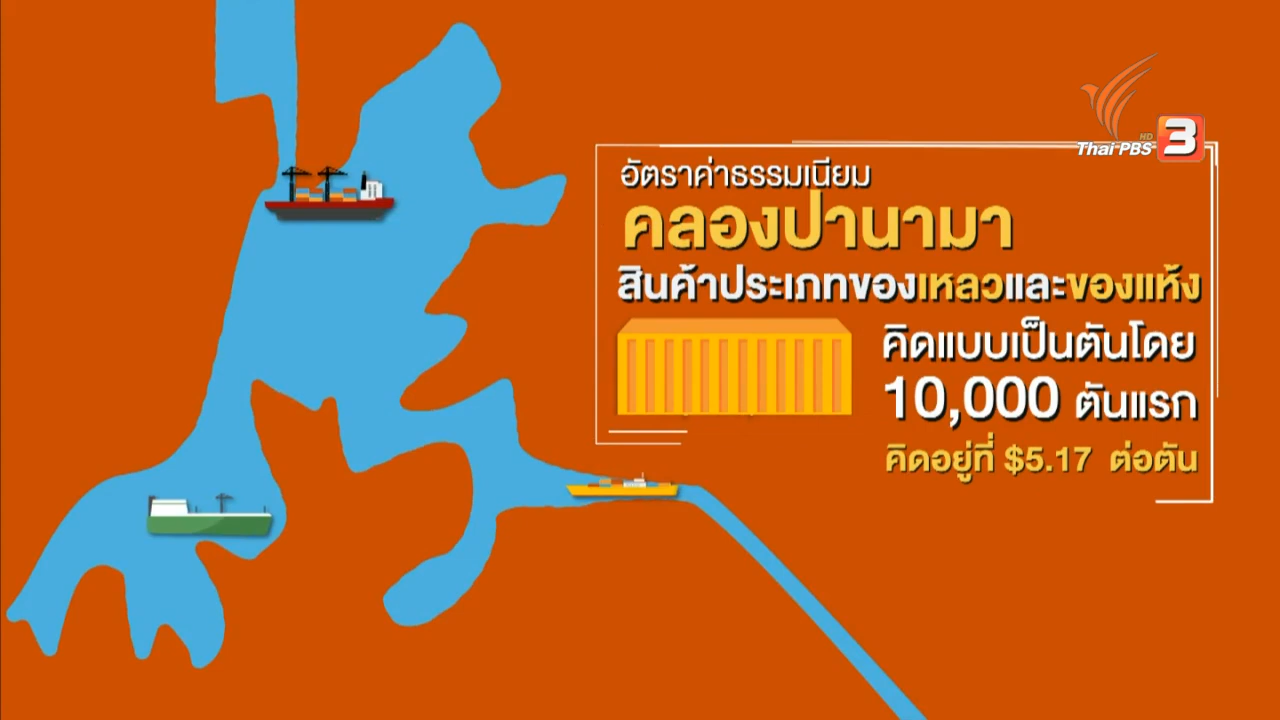 Thai PBS HD 3
อัตราค่าธรรมเนียม
คลองปานามา
สินค้าประเภทของเหลวและของแห้ง
คิดแบบเป็นตันโดย
10,000 ตันแรก
คิดอยู่ที่ $5.17 ต่อตัน